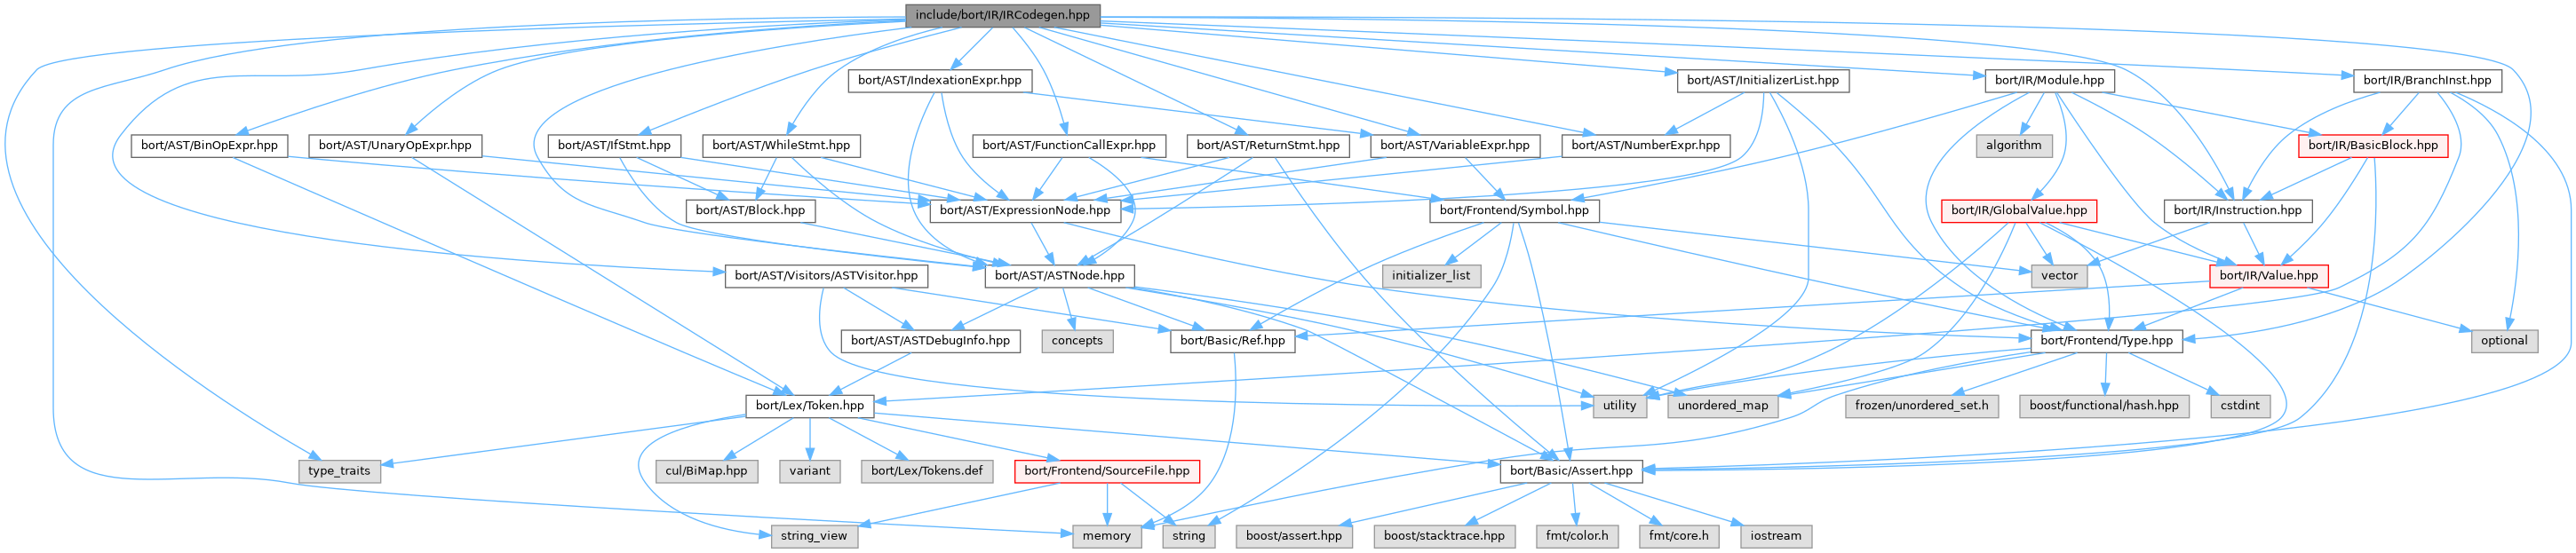 include/bort/IR/IRCodegen.hpp
bort/AST/IndexationExpr.hpp
bort/AST/InitializerList.hpp
bort/IR/Module.hpp
bort/IR/BranchInst.hpp
bort/AST/BinOpExpr.hpp
bort/AST/UnaryOpExpr.hpp
bort/AST/IfStmt.hpp
bort/AST/WhileStmt.hpp
bort/AST/FunctionCallExpr.hpp
bort/AST/ReturnStmt.hpp
bort/AST/VariableExpr.hpp
bort/AST/NumberExpr.hpp
algorithm
bort/IR/BasicBlock.hpp
bort/AST/Block.hpp
bort/AST/ExpressionNode.hpp
bort/Frontend/Symbol.hpp
bort/IR/GlobalValue.hpp
bort/IR/Instruction.hpp
bort/AST/Visitors/ASTVisitor.hpp
bort/AST/ASTNode.hpp
initializer_list
vector
bort/IR/Value.hpp
bort/AST/ASTDebugInfo.hpp
concepts
bort/Basic/Ref.hpp
bort/Frontend/Type.hpp
optional
bort/Lex/Token.hpp
utility
unordered_map
frozen/unordered_set.h
boost/functional/hash.hpp
cstdint
type_traits
cul/BiMap.hpp
variant
bort/Lex/Tokens.def
bort/Frontend/SourceFile.hpp
bort/Basic/Assert.hpp
string_view
memory
string
boost/assert.hpp
boost/stacktrace.hpp
fmt/color.h
fmt/core.h
iostream